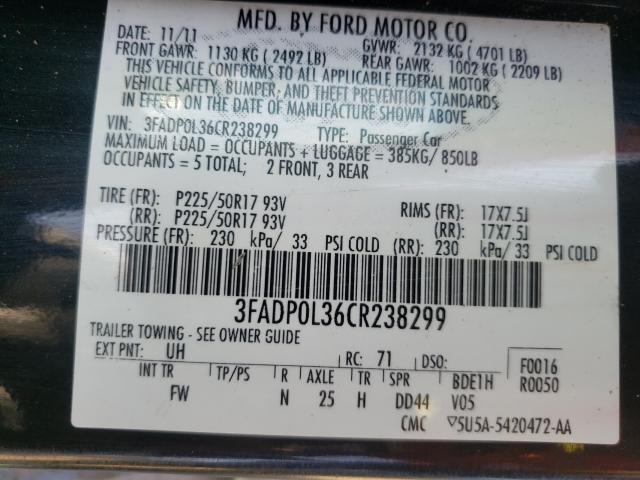 MFD. BY FORD MOTOR CO.
DATE: 11/11 GVWR: 2132 KG ( 4701 LB)
FRONT GAWR: 1130 KG ( 2492 LB) REAR GAWR: 1002 KG ( 2209 LB)
THIS VEHICLE CONFORMS TO ALL APPLICABLE FEDERAL MOTOR
VEHICLE SAFETY, BUMPER, AND THEFT PREVENTION STANDARDS
IN EFFECT ON THE DATE OF MANUFACTURE SHOWN ABOVE.
VIN: 3FADP0L36CR238299 TYPE: Passenger Car
MAXIMUM LOAD = OCCUPANTS + LUGGAGE = 385KG/ 850LB
OCCUPANTS = 5 TOTAL; 2 FRONT, 3 REAR
TIRE (FR): P225/50R17 93V RIMS (FR): 17X7.5J
(RR): P225/50R17 93V (RR): 17X7.5J
PRESSURE (FR): 230 kPa/ 33 PSI COLD (RR): 230 kPa/ 33 PSI COLD
3FADP0L36CR238299
TRAILER TOWING - SEE OWNER GUIDE
EXT PNT: UH RC: 71 DSO: F0016
INT TR TP/PS R AXLE TR SPR BDE1H R0050
FW N 25 H DD44 V05
CMC ▽5U5A-5420472-AA